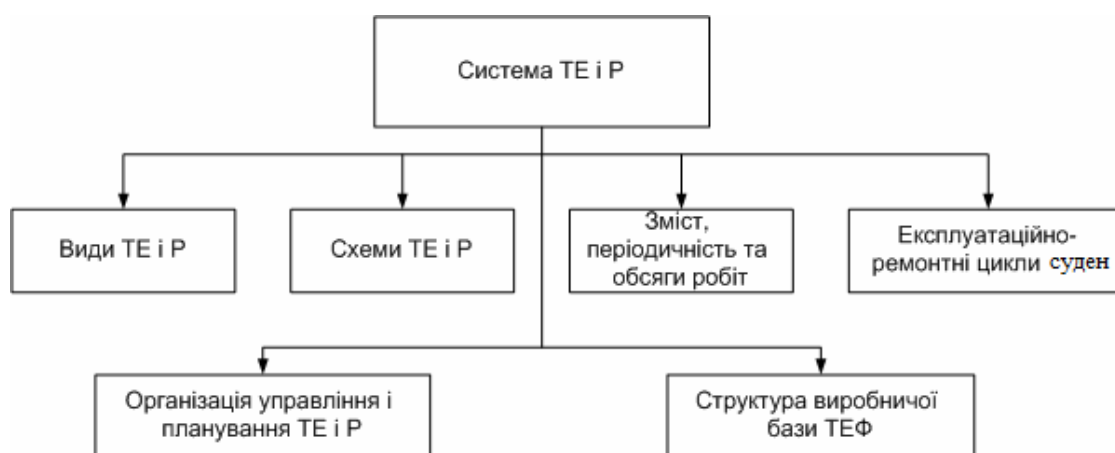 Система ТЕ і Р
Види ТЕ і Р
Схеми ТЕ і Р
Зміст,
періодичність та
обсяги робіт
Експлуатаційно-
ремонтні цикли суден
Організація управління і
планування ТЕ і Р
Структура виробничої
бази ТЕФ